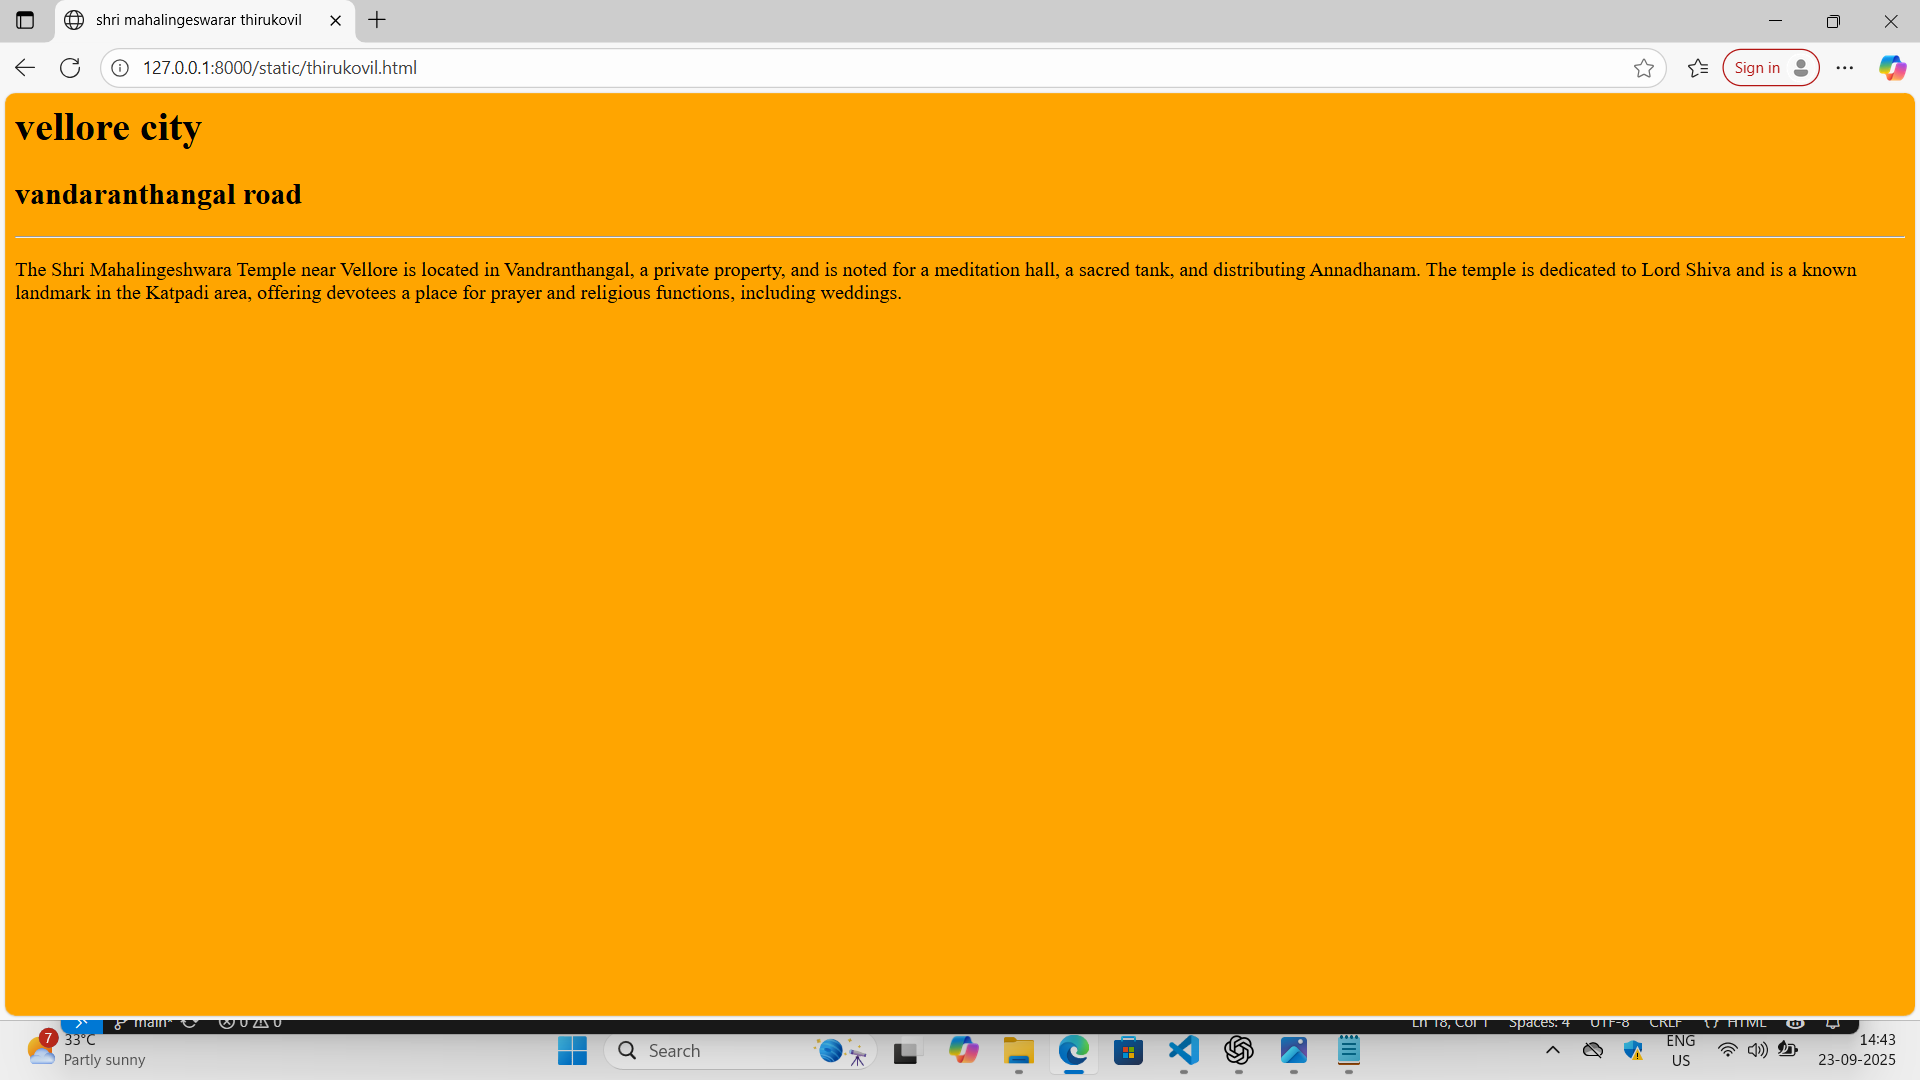 shri mahalingeswarar thirukovil
127.0.0.1:8000/static/thirukovil.html
Sign in
vellore city
vandaranthangal road
The Shri Mahalingeshwara Temple near Vellore is located in Vandranthangal, a private property, and is noted for a meditation hall, a sacred tank, and distributing Annadhanam. The temple is dedicated to Lord Shiva and is a known
landmark in the Katpadi area, offering devotees a place for prayer and religious functions, including weddings.
main* 0 0 Ln 18, Col 1 Spaces: 4 UTF-8 CRLF {} HTML
7
33°C
Partly sunny
Search
ENG
US
14:43
23-09-2025